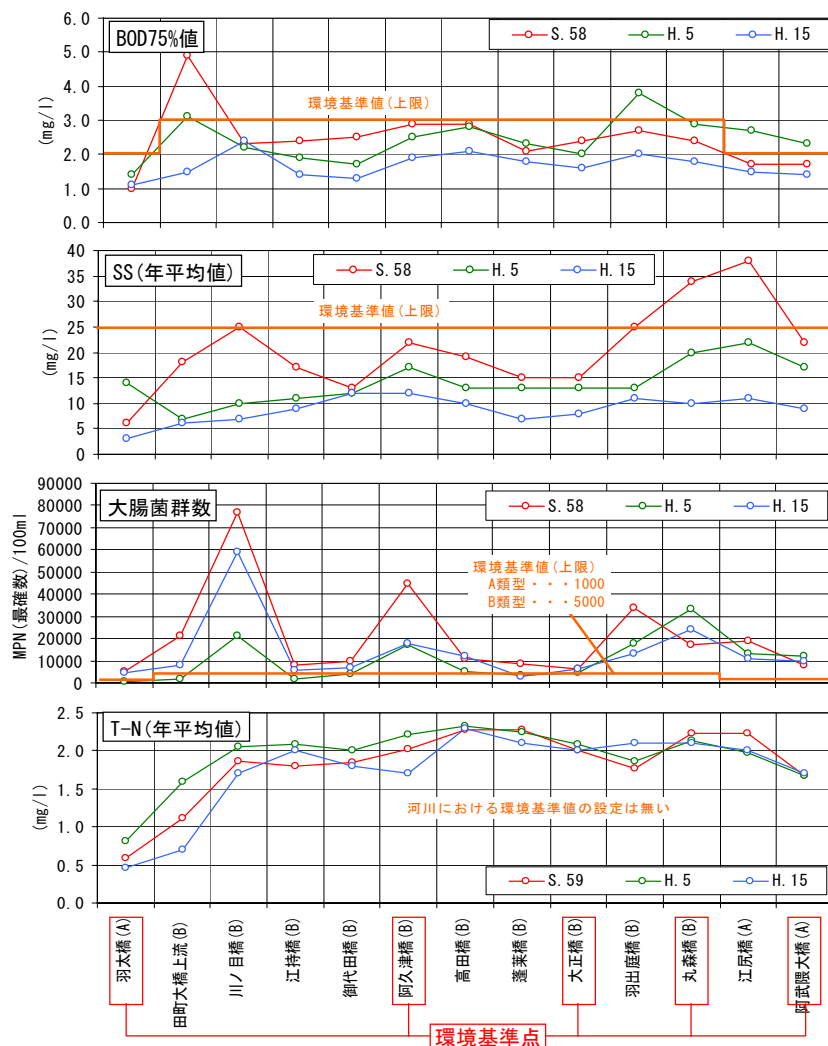 BOD75%値
S.58 H.5 H.15
環境基準値(上限)
(mg/l)
6.0
5.0
4.0
3.0
2.0
1.0
0.0
SS(年平均値)
S.58 H.5 H.15
環境基準値(上限)
(mg/l)
40
35
30
25
20
15
10
5
0
大腸菌群数
S.58 H.5 H.15
環境基準値(上限)
A類型・・・1000
B類型・・・5000
MPN(最確数)/100ml
90000
80000
70000
60000
50000
40000
30000
20000
10000
0
T-N(年平均値)
河川における環境基準値の設定は無い
S.59 H.5 H.15
(mg/l)
2.5
2.0
1.5
1.0
0.5
0.0
羽太橋(A)
田町大橋上流(B)
川ノ目橋(B)
江持橋(B)
御代田橋(B)
阿久津橋(B)
高田橋(B)
蓬莱橋(B)
大正橋(B)
羽出庭橋(B)
丸森橋(B)
江尻橋(A)
阿武隈大橋(A)
環境基準点